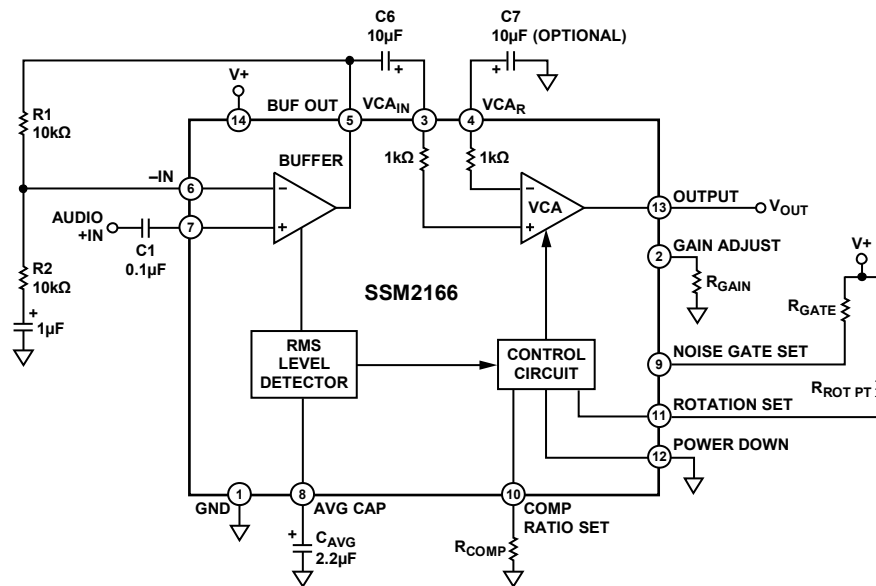 C6
10µF
C7
10µF (OPTIONAL)
+
+
V+
BUF OUT
VCAIN
VCAR
14
5
3
4
R1
10kΩ
BUFFER
1kΩ
1kΩ
–IN
6
–
–
VCA
OUTPUT
13
VOUT
AUDIO
+IN
7
+
+
C1
0.1µF
GAIN ADJUST
2
V+
R2
10kΩ
SSM2166
RGAIN
RGATE
+
1µF
RMS
LEVEL
DETECTOR
CONTROL
CIRCUIT
NOISE GATE SET
9
RROT PT
ROTATION SET
11
POWER DOWN
12
GND
1
8
AVG CAP
10
COMP
RATIO SET
+
CAVG
2.2µF
RCOMP